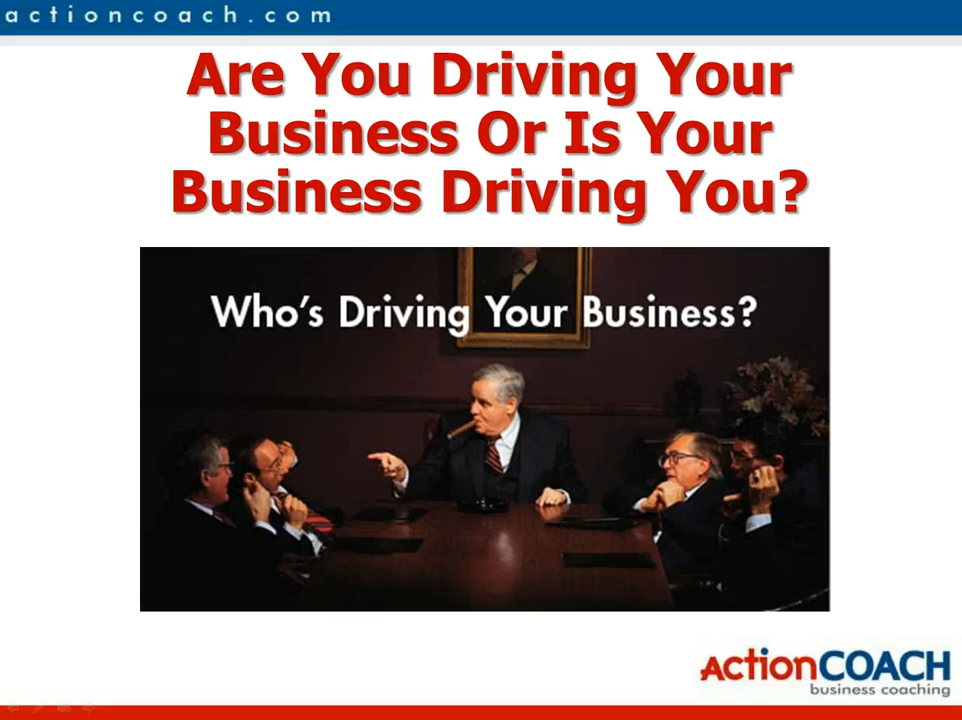 actioncoach.com
Are You Driving Your
Business Or Is Your
Business Driving You?
Who's Driving Your Business?
ActionCOACH
business coaching